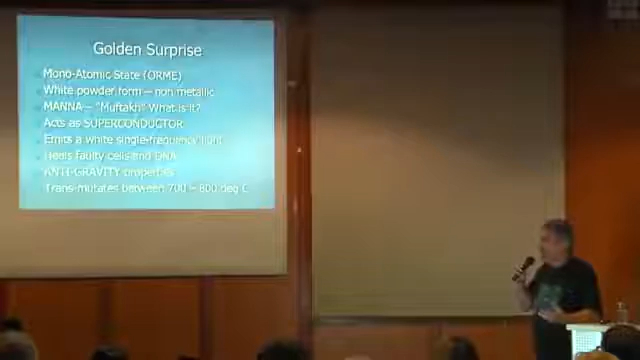 Golden Surprise
Mono-Atomic State (ORME)
White powder form – non metallic
MANNA – "Muftakh" What is it?
Acts as SUPERCONDUCTOR
Emits a white single-frequency light
Heals faulty cells and DNA
ANTI-GRAVITY properties
Trans-mutates between 700 – 800 deg C